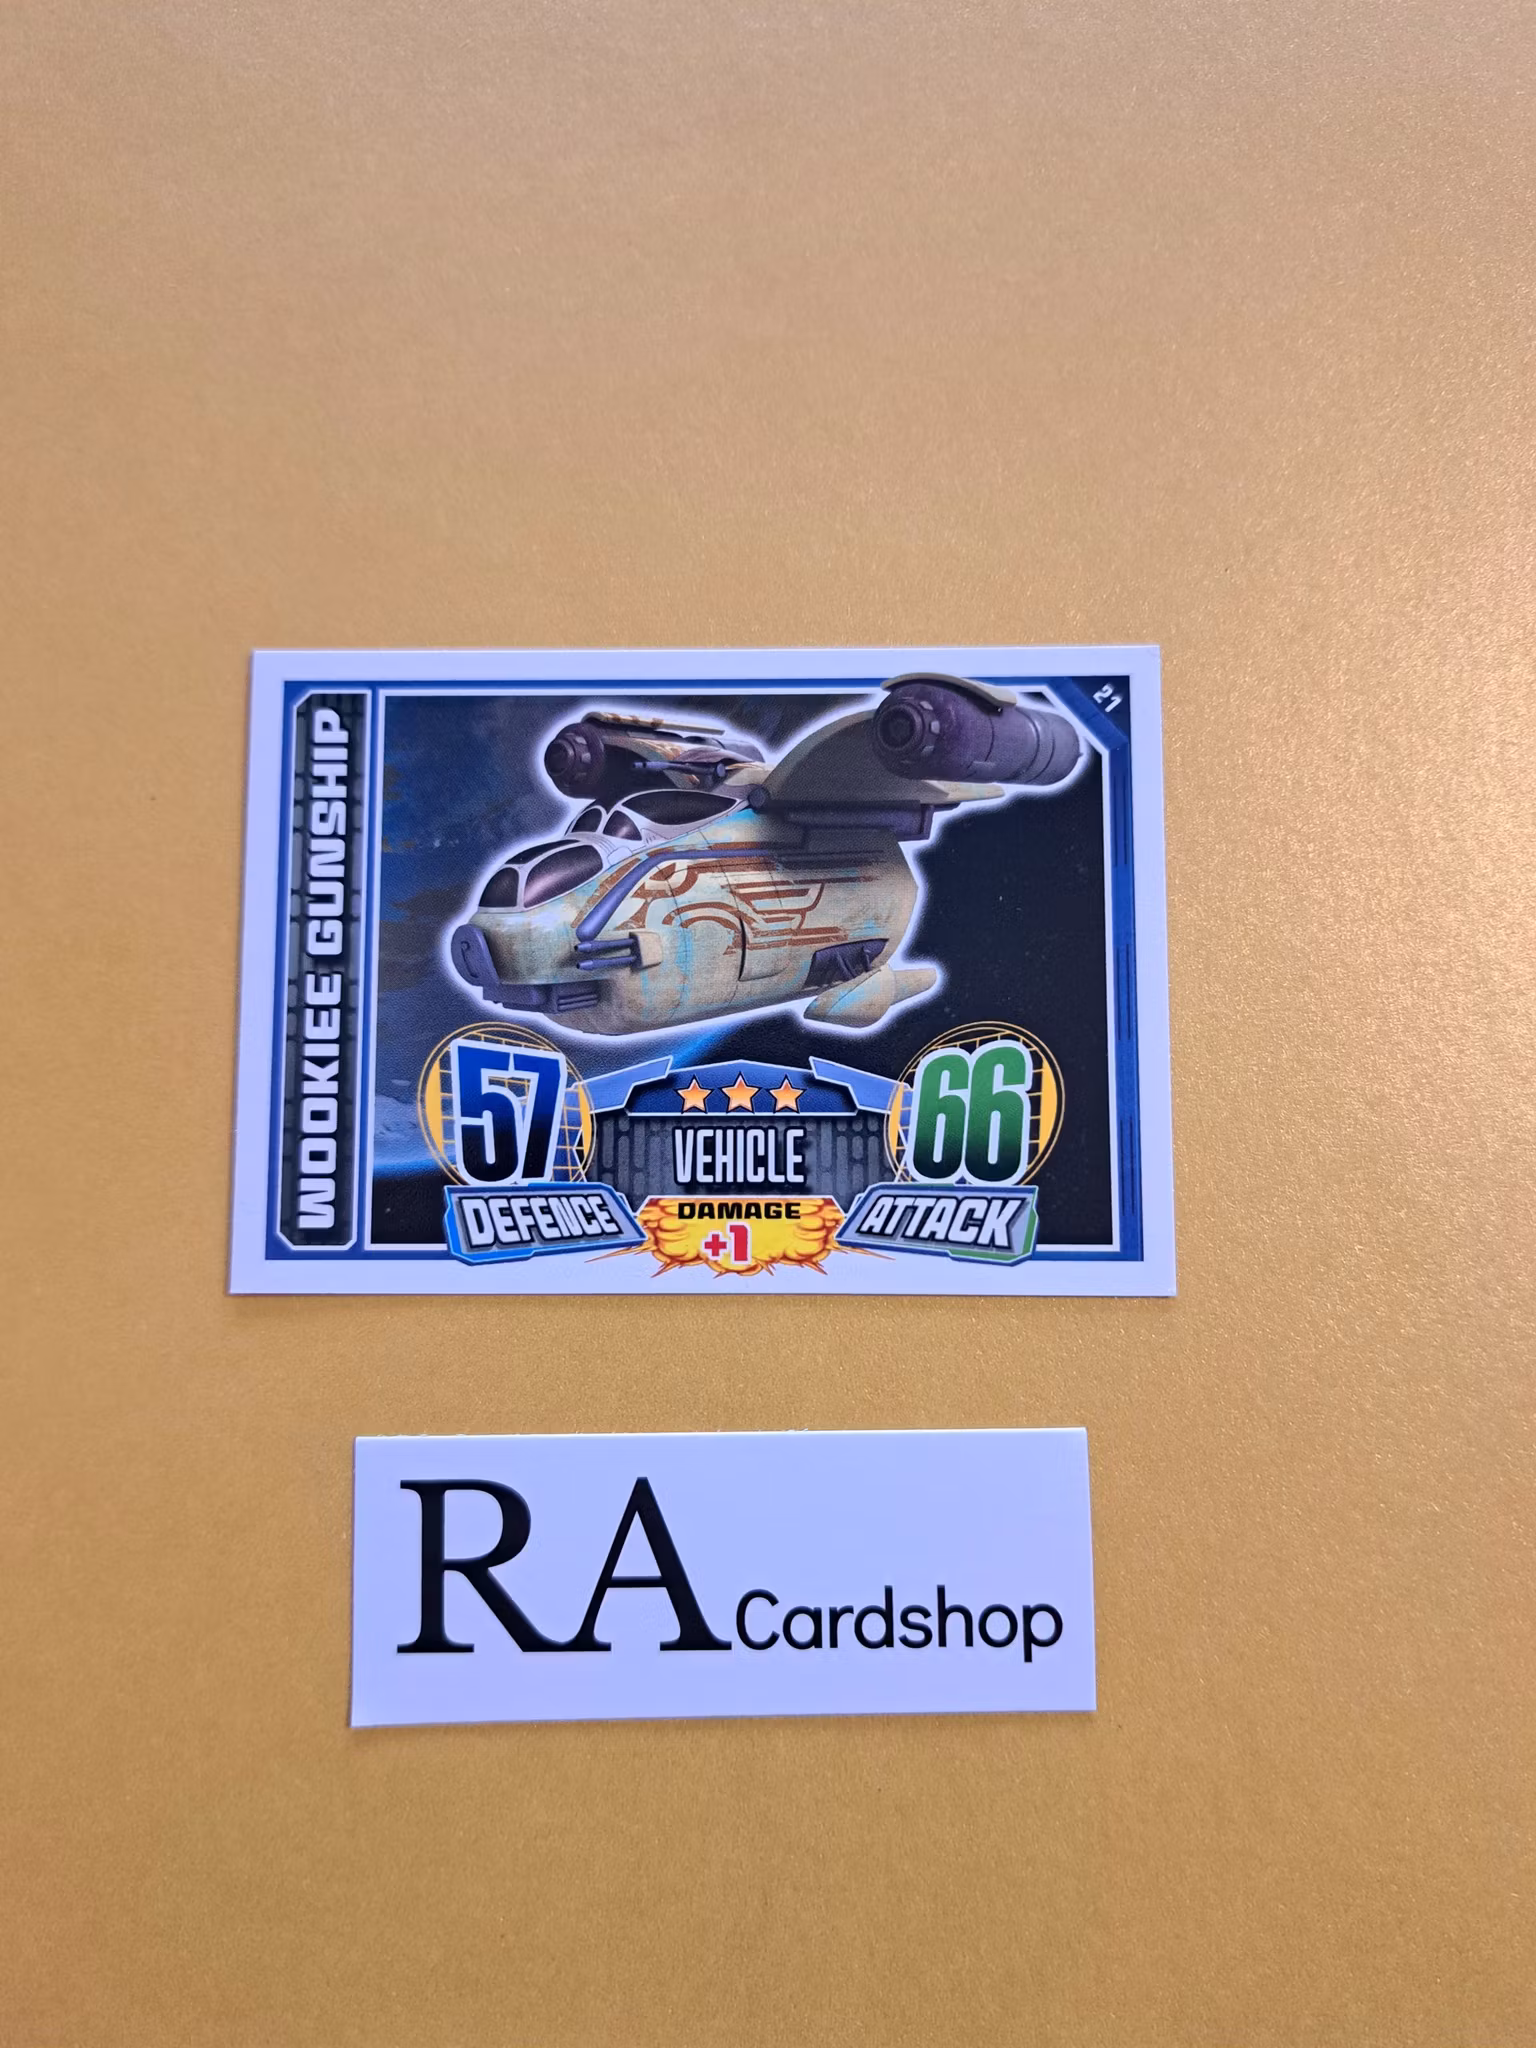 WOOKIEE GUNSHIP
21
57
66
VEHICLE
DEFENCE
DAMAGE
+1
ATTACK
RA Cardshop